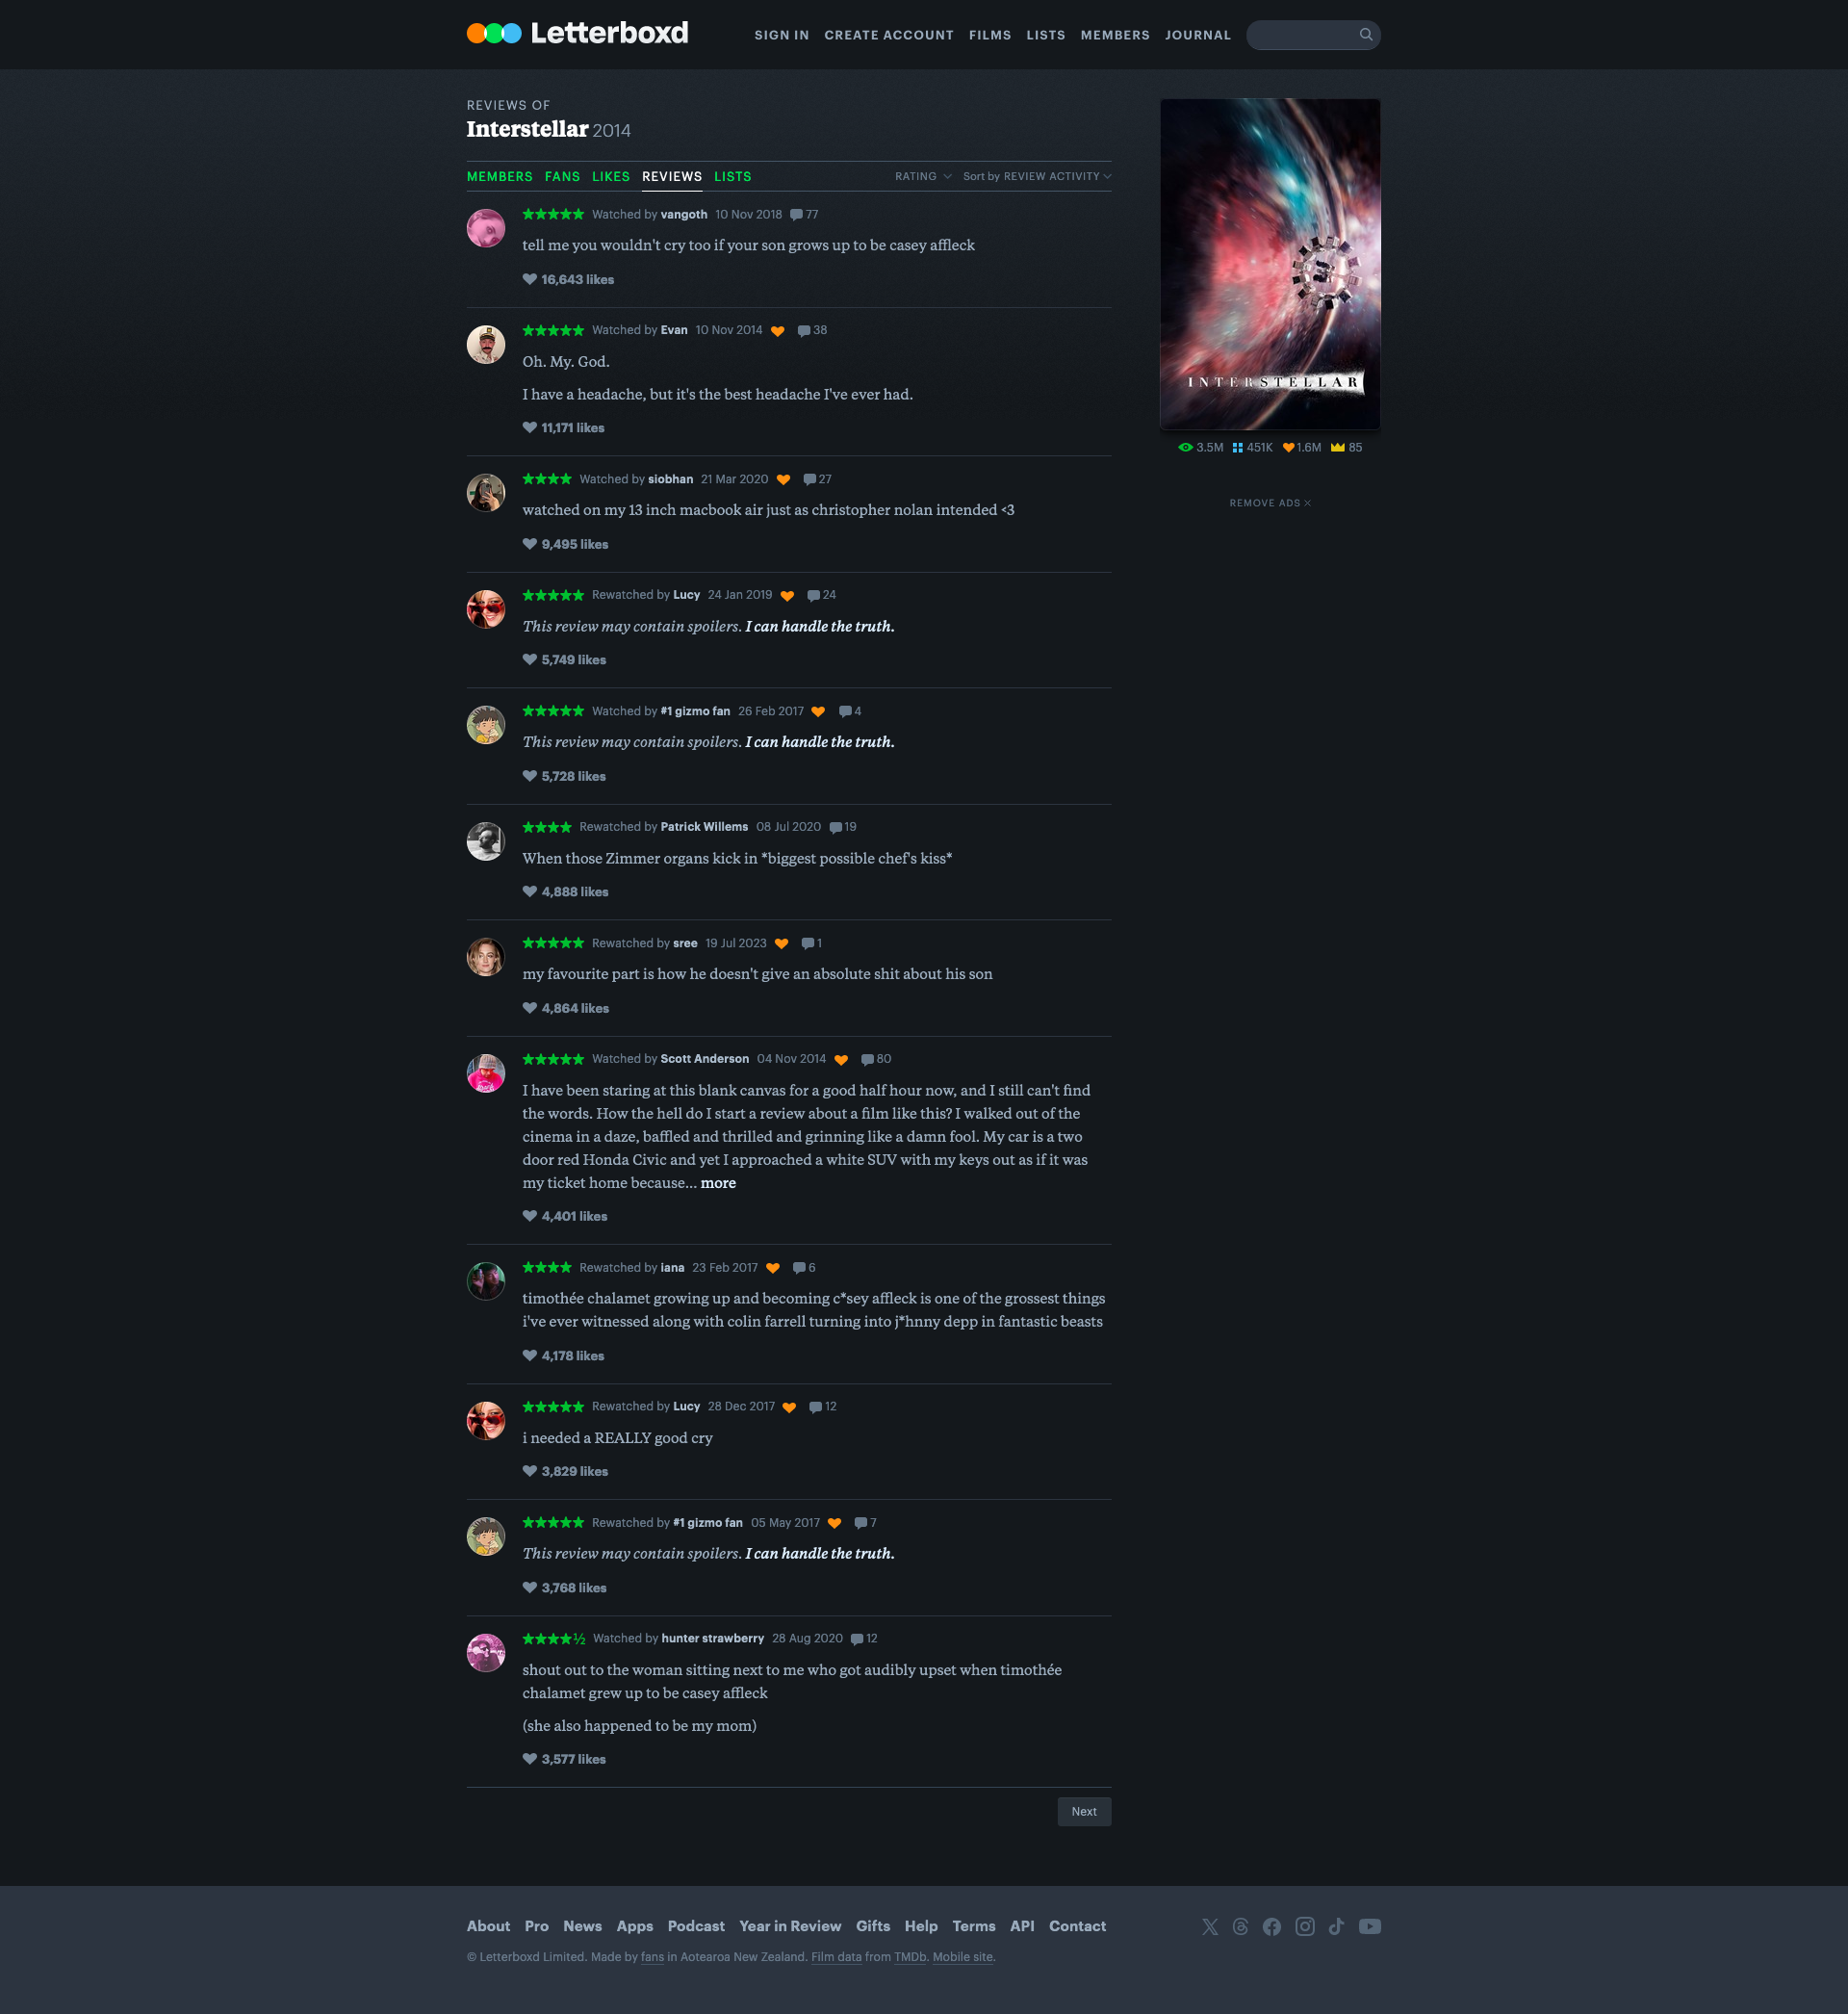 Letterboxd
SIGN IN CREATE ACCOUNT FILMS LISTS MEMBERS JOURNAL
REVIEWS OF
Interstellar 2014
MEMBERS FANS LIKES REVIEWS LISTS RATING Sort by REVIEW ACTIVITY
Watched by vangoth 10 Nov 2018 77
tell me you wouldn't cry too if your son grows up to be casey affleck
16,643 likes
Watched by Evan 10 Nov 2014 38
Oh. My. God.
I have a headache, but it's the best headache I've ever had.
11,171 likes
Watched by siobhan 21 Mar 2020 27
watched on my 13 inch macbook air just as christopher nolan intended <3
9,495 likes
Rewatched by Lucy 24 Jan 2019 24
This review may contain spoilers. I can handle the truth.
5,749 likes
Watched by #1 gizmo fan 26 Feb 2017 4
This review may contain spoilers. I can handle the truth.
5,728 likes
Rewatched by Patrick Willems 08 Jul 2020 19
When those Zimmer organs kick in *biggest possible chef's kiss*
4,888 likes
Rewatched by sree 19 Jul 2023 1
my favourite part is how he doesn't give an absolute shit about his son
4,864 likes
Watched by Scott Anderson 04 Nov 2014 80
I have been staring at this blank canvas for a good half hour now, and I still can't find
the words. How the hell do I start a review about a film like this? I walked out of the
cinema in a daze, baffled and thrilled and grinning like a damn fool. My car is a two
door red Honda Civic and yet I approached a white SUV with my keys out as if it was
my ticket home because… more
4,401 likes
Rewatched by iana 23 Feb 2017 6
timothée chalamet growing up and becoming c*sey affleck is one of the grossest things
i've ever witnessed along with colin farrell turning into j*hnny depp in fantastic beasts
4,178 likes
Rewatched by Lucy 28 Dec 2017 12
i needed a REALLY good cry
3,829 likes
Rewatched by #1 gizmo fan 05 May 2017 7
This review may contain spoilers. I can handle the truth.
3,768 likes
½ Watched by hunter strawberry 28 Aug 2020 12
shout out to the woman sitting next to me who got audibly upset when timothée
chalamet grew up to be casey affleck
(she also happened to be my mom)
3,577 likes
Next
INTERSTELLAR
3.5M 451K 1.6M 85
REMOVE ADS
About Pro News Apps Podcast Year in Review Gifts Help Terms API Contact
© Letterboxd Limited. Made by fans in Aotearoa New Zealand. Film data from TMDb. Mobile site.